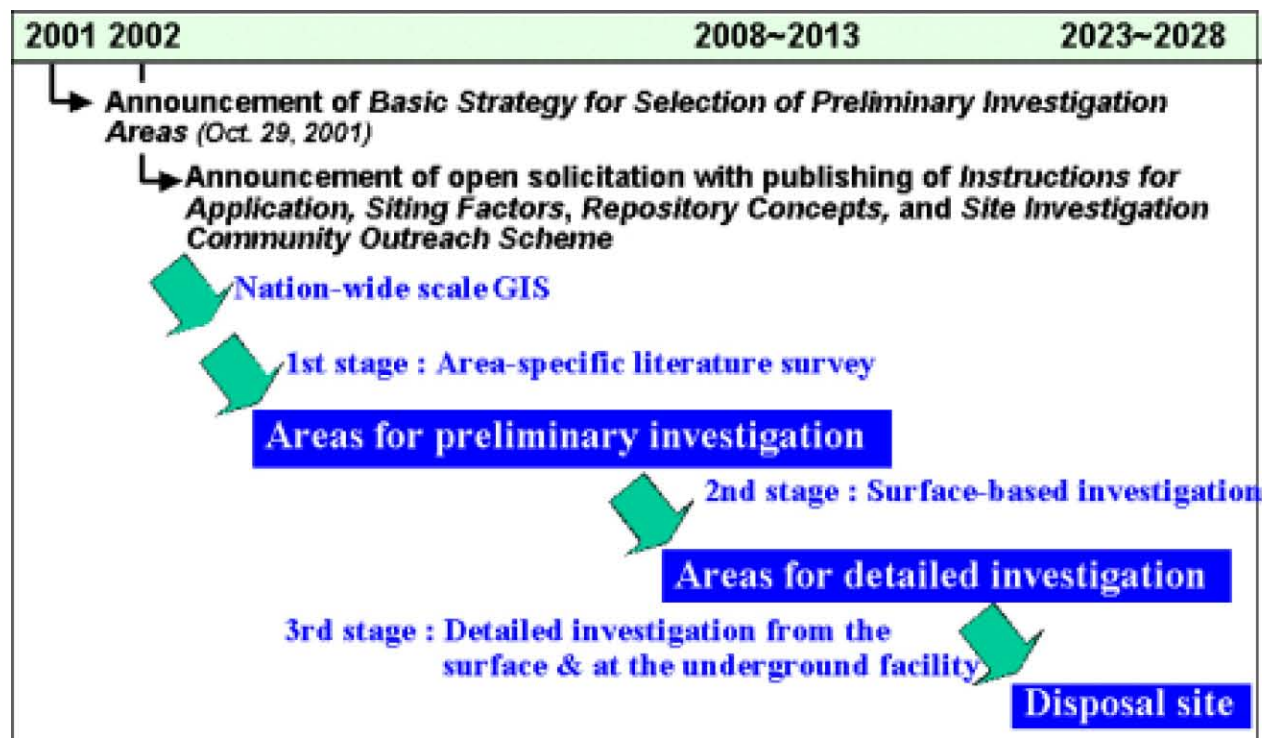 2001 2002 2008~2013 2023~2028
Announcement of Basic Strategy for Selection of Preliminary Investigation
Areas (Oct. 29, 2001)
Announcement of open solicitation with publishing of Instructions for
Application, Siting Factors, Repository Concepts, and Site Investigation
Community Outreach Scheme
Nation-wide scale GIS
1st stage : Area-specific literature survey
Areas for preliminary investigation
2nd stage : Surface-based investigation
Areas for detailed investigation
3rd stage : Detailed investigation from the
surface & at the underground facility
Disposal site